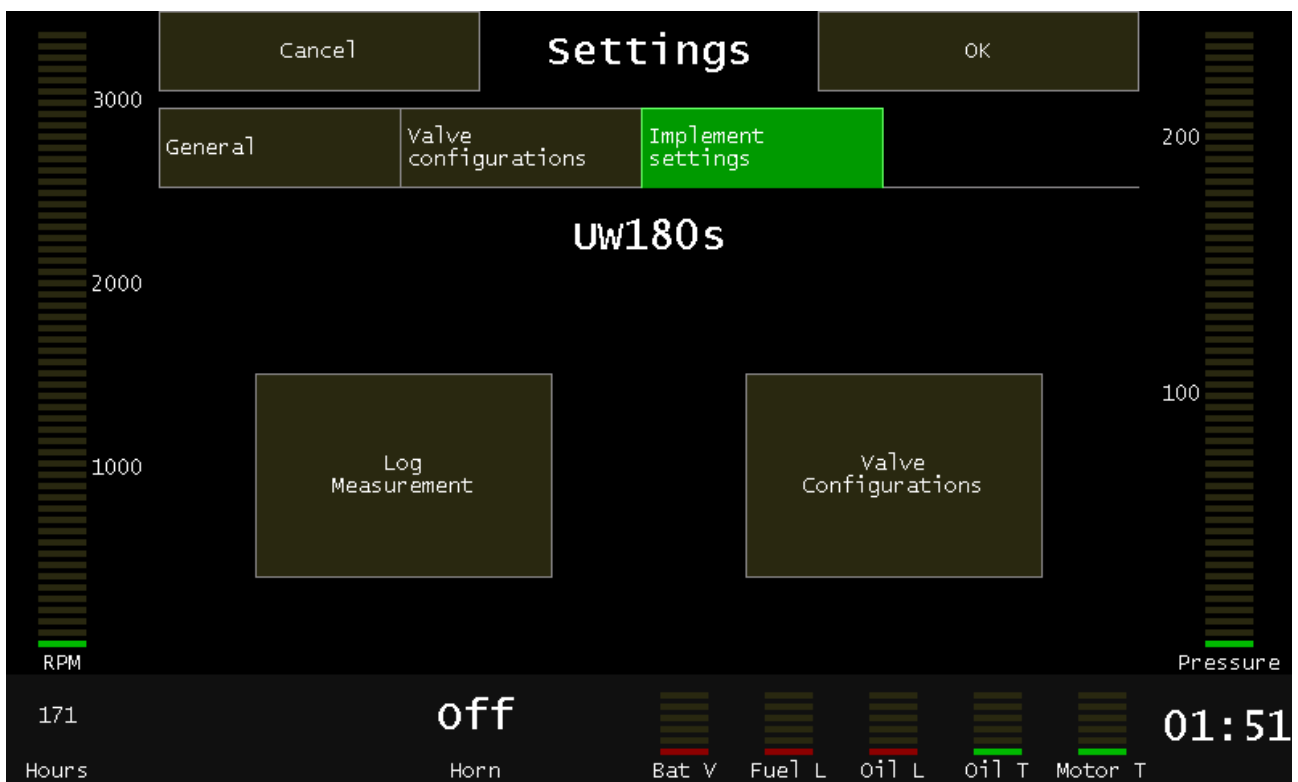 Cancel
Settings
OK
3000
General
Valve
configurations
Implement
settings
200
UW180s
2000
100
1000
Log
Measurement
Valve
Configurations
RPM
Pressure
171
Off
01:51
Hours
Horn
Bat V
Fuel L
Oil L
Oil T
Motor T